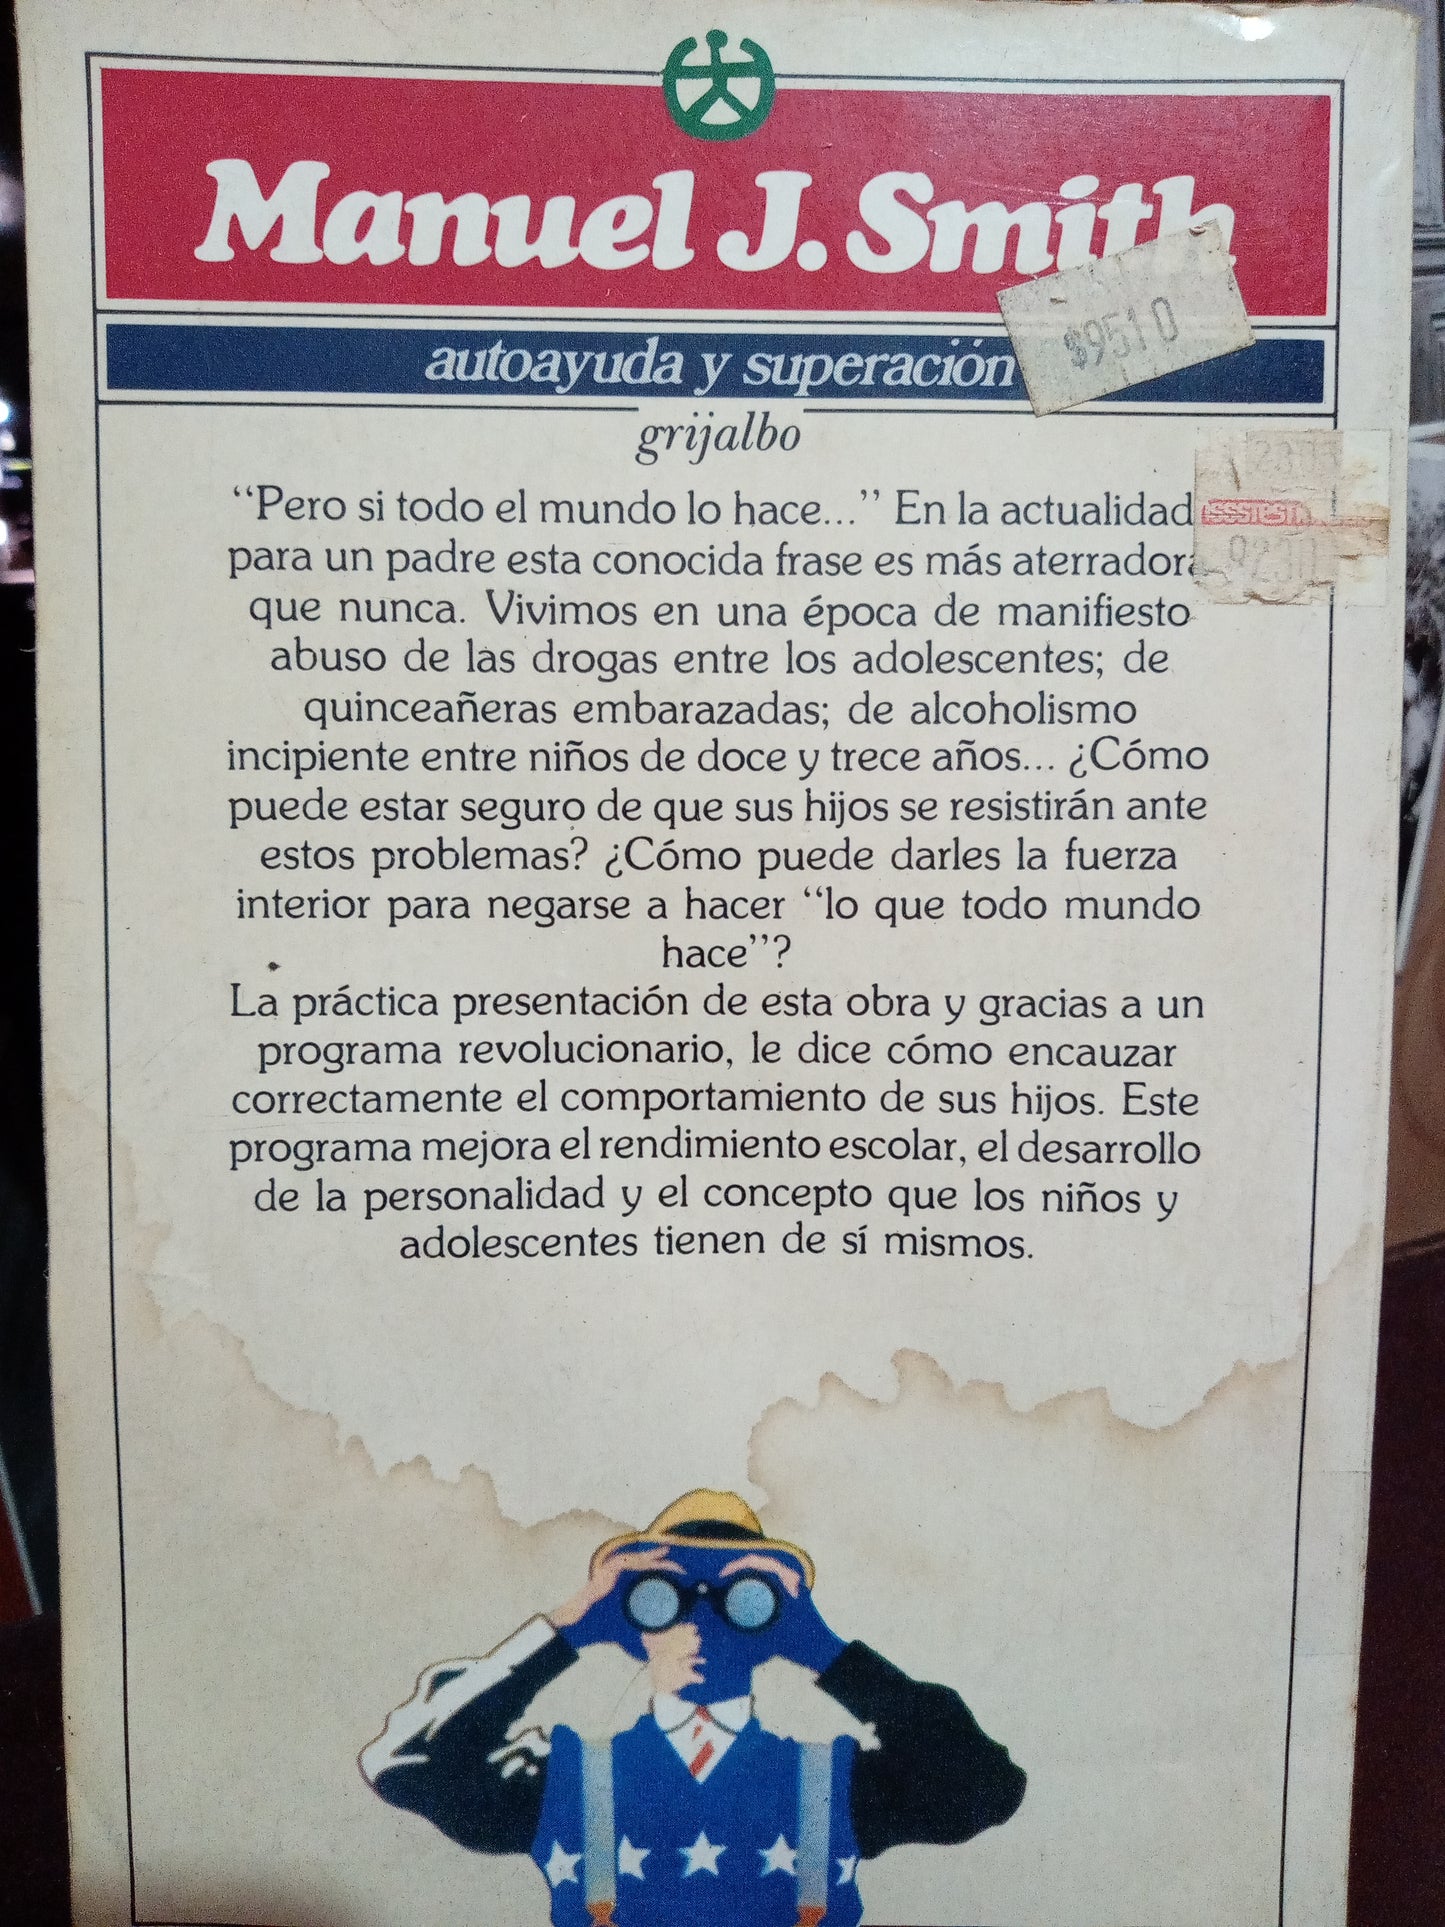 Manuel J. Smith
$9510
autoayuda y superación
grijalbo
“Pero si todo el mundo lo hace...” En la actualidad
para un padre esta conocida frase es más aterradora
que nunca. Vivimos en una época de manifiesto
abuso de las drogas entre los adolescentes; de
quinceañeras embarazadas; de alcoholismo
incipiente entre niños de doce y trece años... ¿Cómo
puede estar seguro de que sus hijos se resistirán ante
estos problemas? ¿Cómo puede darles la fuerza
interior para negarse a hacer “lo que todo mundo
hace”?
La práctica presentación de esta obra y gracias a un
programa revolucionario, le dice cómo encauzar
correctamente el comportamiento de sus hijos. Este
programa mejora el rendimiento escolar, el desarrollo
de la personalidad y el concepto que los niños y
adolescentes tienen de sí mismos.